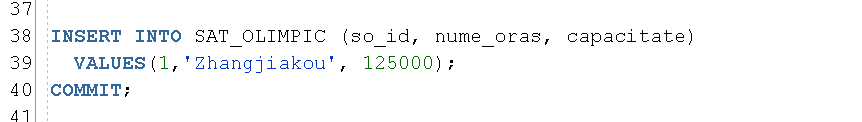 37
38 INSERT INTO SAT_OLIMPIC (so_id, nume_oras, capacitate)
39 VALUES(1,'Zhangjiakou', 125000);
40 COMMIT;
41